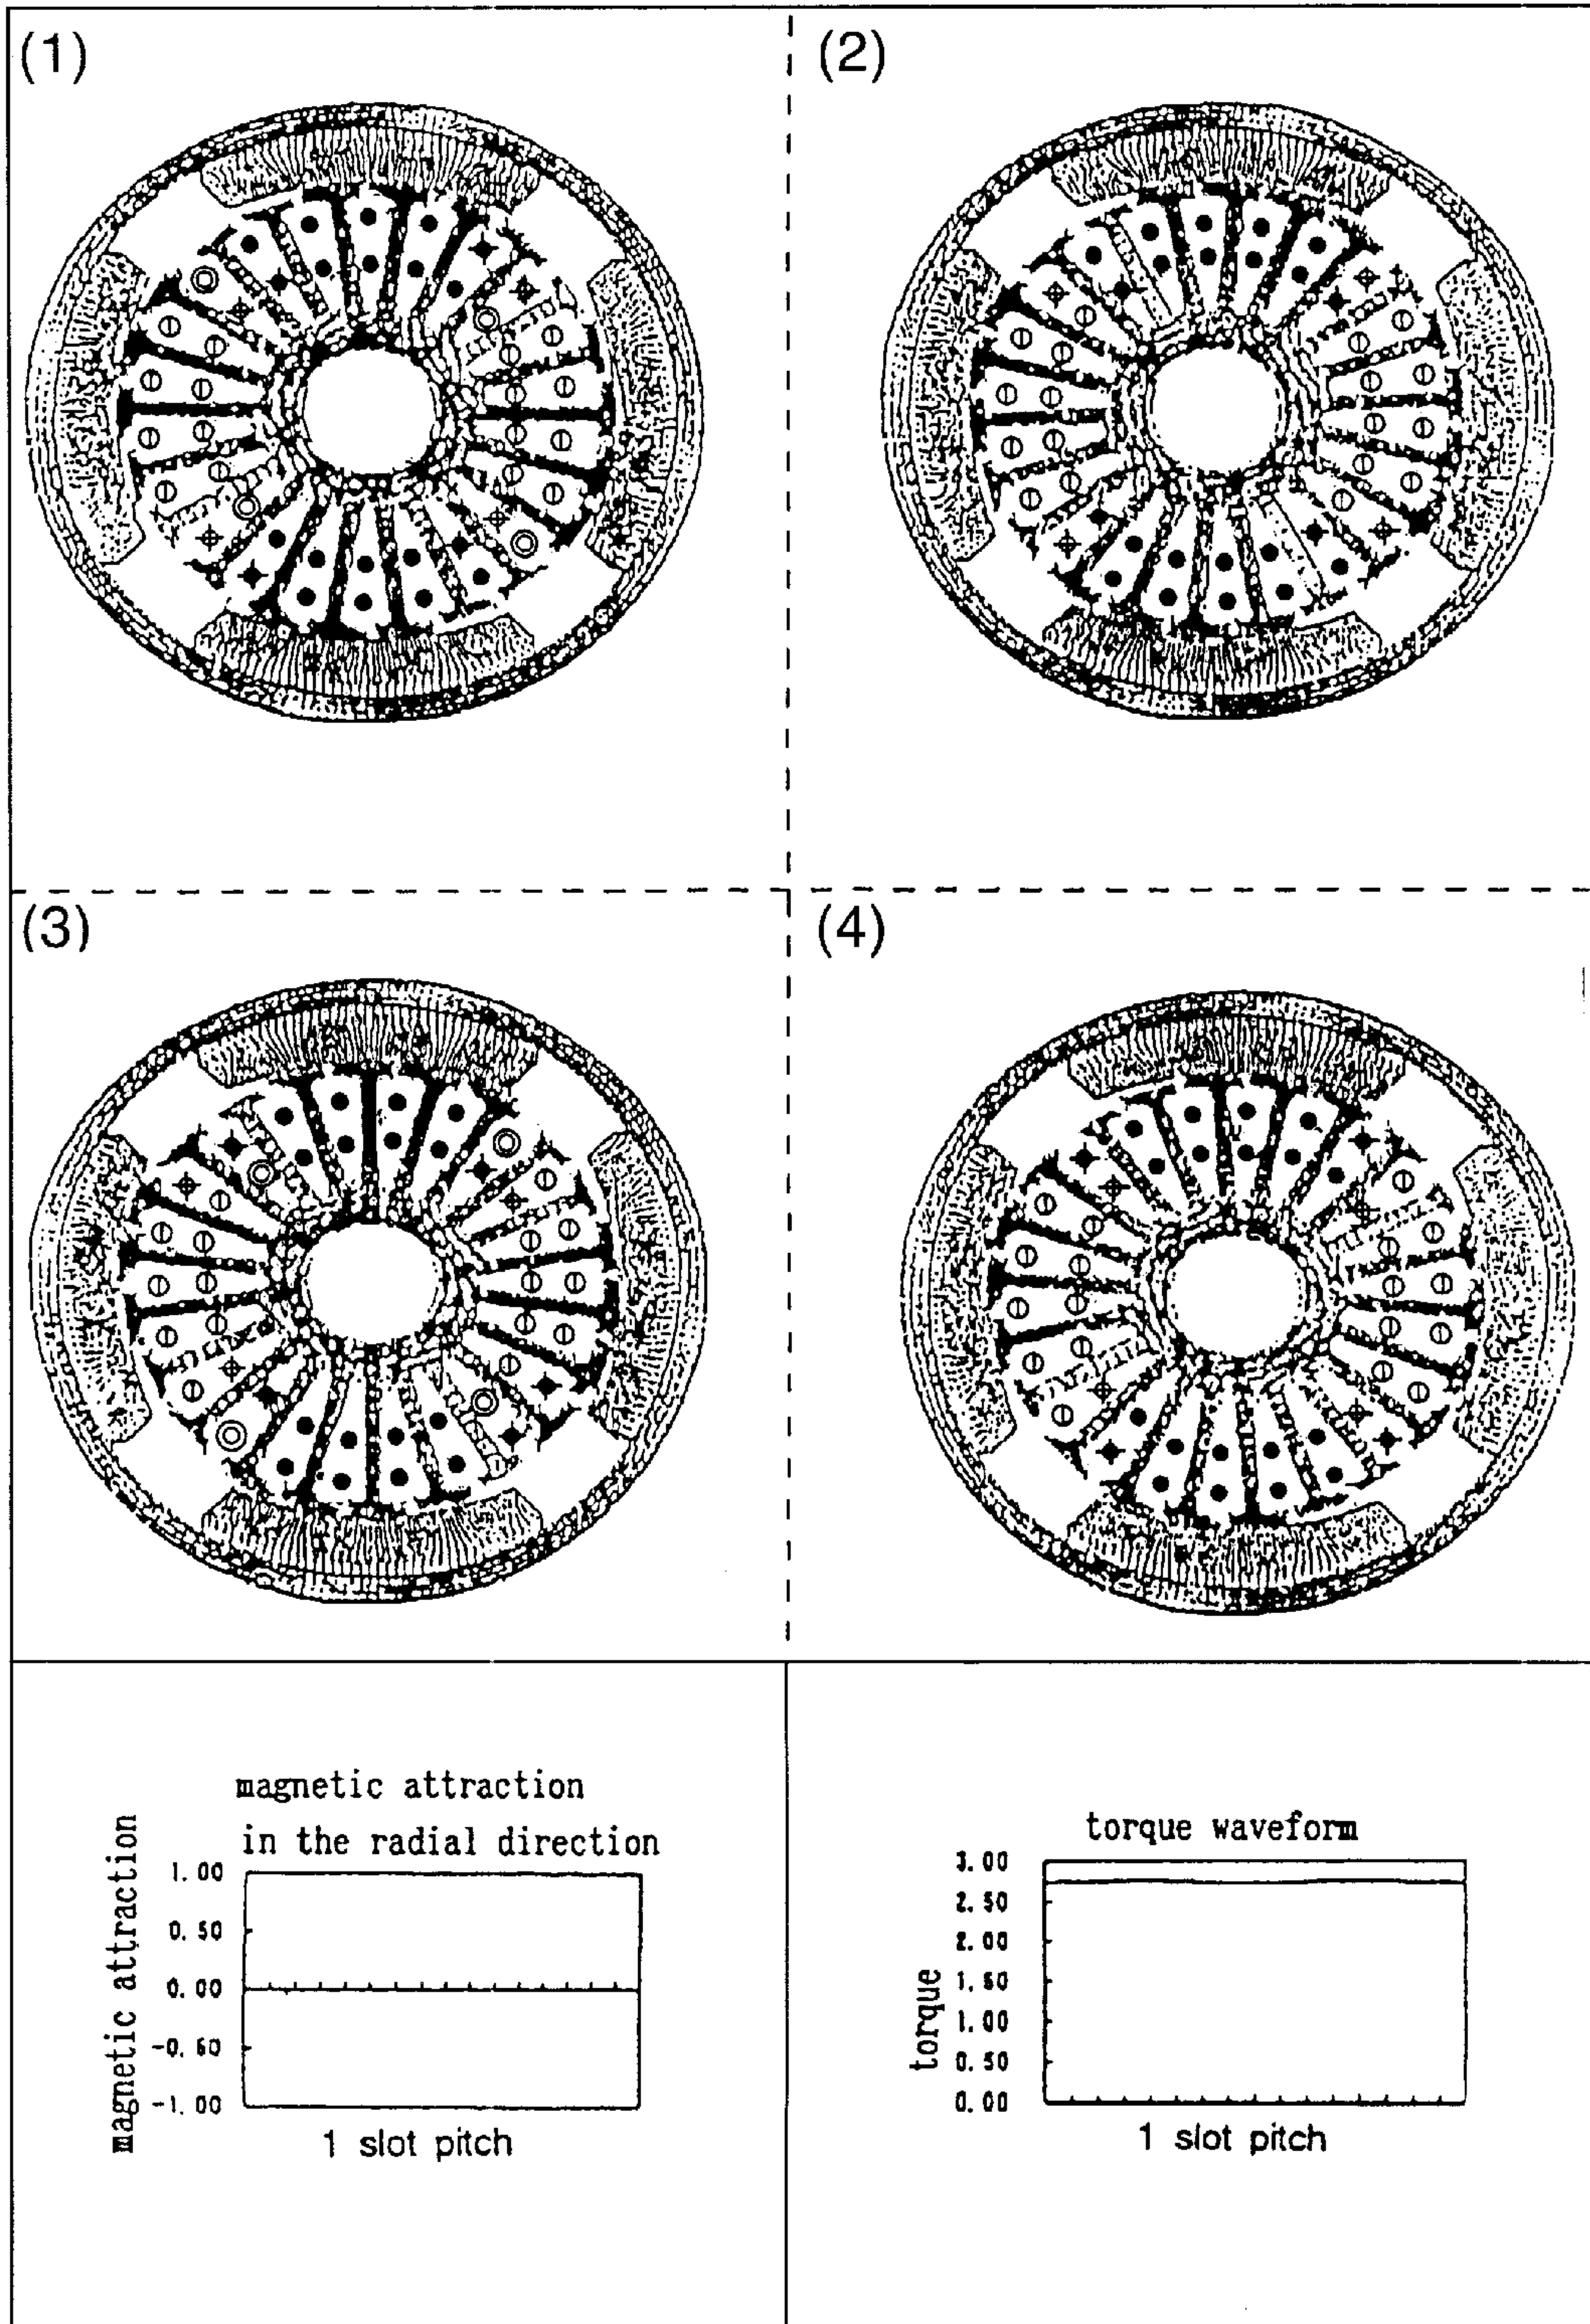 (1)
(2)
(3)
(4)
magnetic attraction
in the radial direction
magnetic attraction
1.00
0.50
0.00
-0.50
-1.00
1 slot pitch
torque waveform
torque
3.00
2.50
2.00
1.50
1.00
0.50
0.00
1 slot pitch